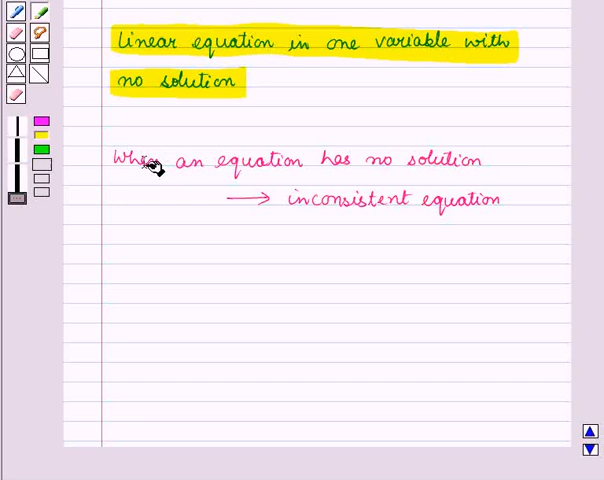 Linear equation in one variable with
no solution
When an equation has no solution
→ inconsistent equation